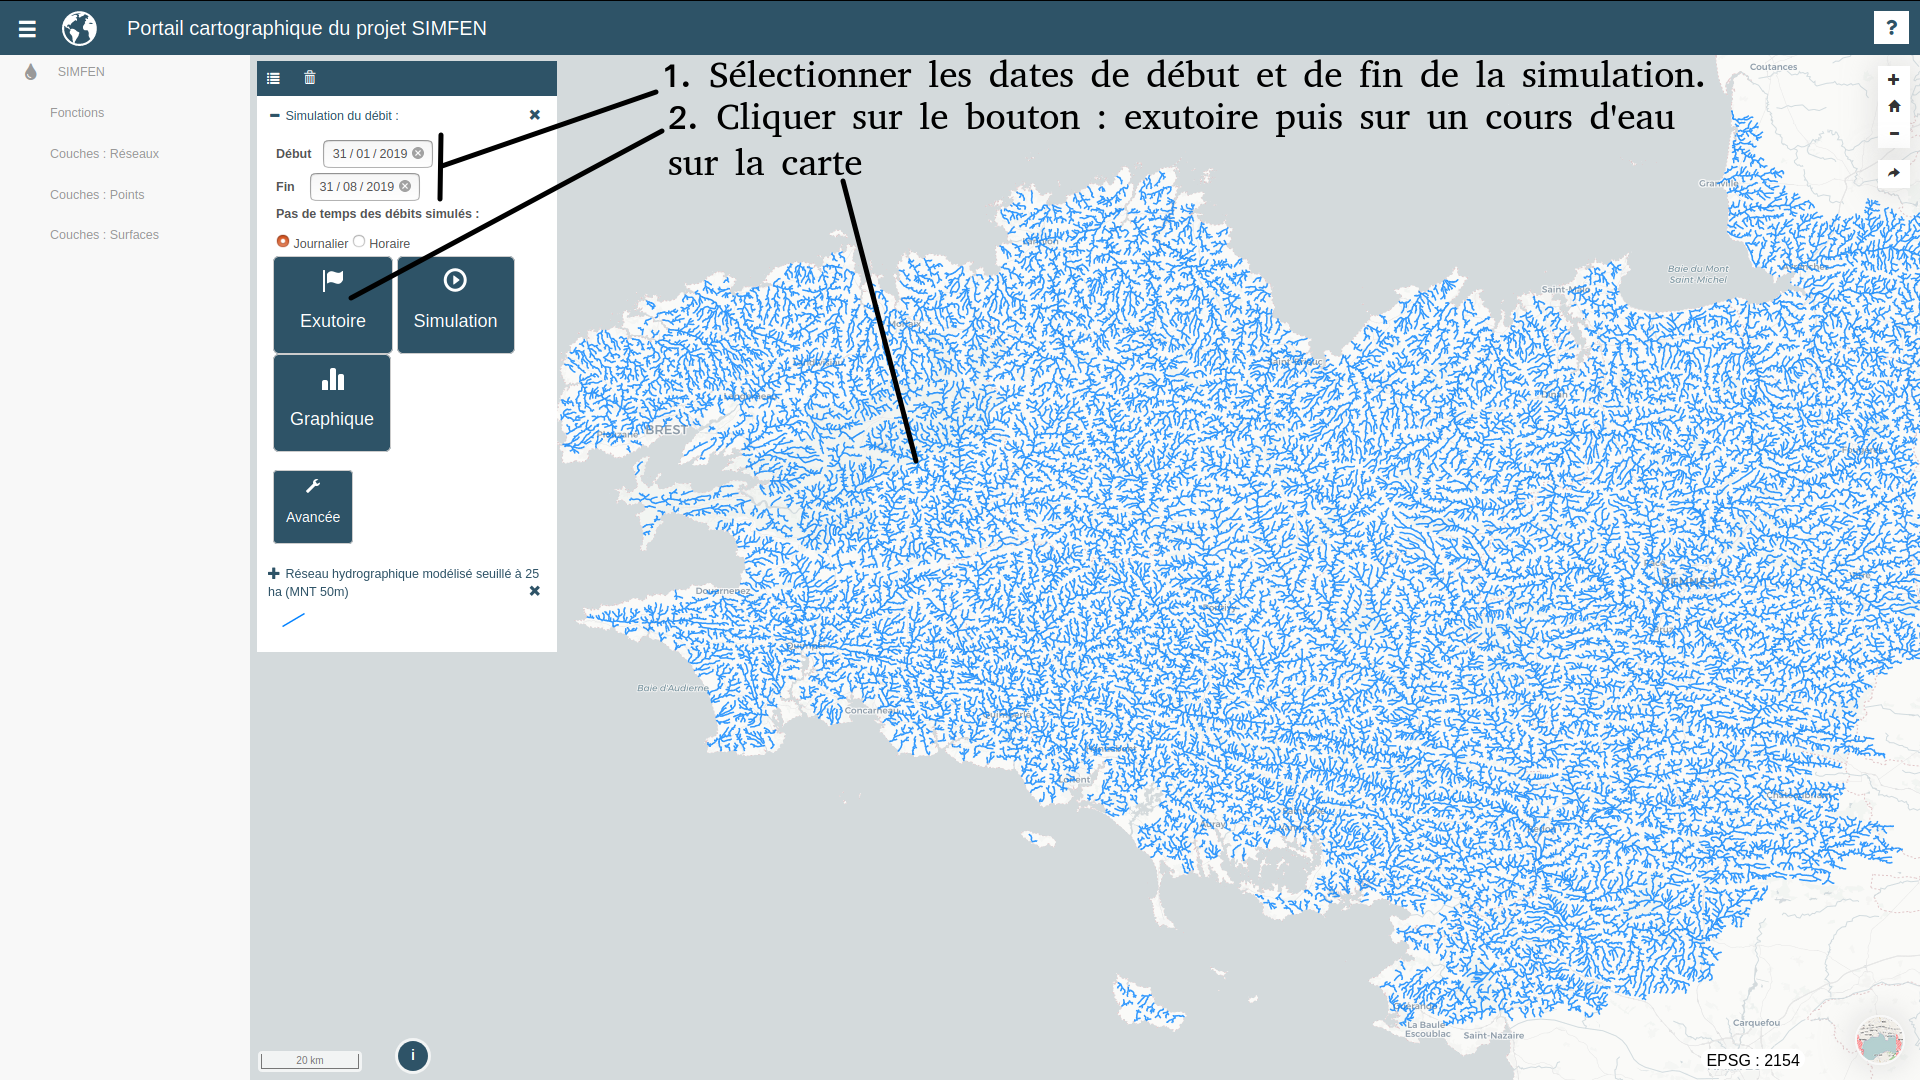 Portail cartographique du projet SIMFEN
?
SIMFEN
Fonctions
Couches : Réseaux
Couches : Points
Couches : Surfaces
Simulation du débit :
Début 31 / 01 / 2019
Fin 31 / 08 / 2019
Pas de temps des débits simulés :
Journalier Horaire
Exutoire
Simulation
Graphique
Avancée
Réseau hydrographique modélisé seuillé à 25
ha (MNT 50m)
1. Sélectionner les dates de début et de fin de la simulation.
2. Cliquer sur le bouton : exutoire puis sur un cours d'eau
sur la carte
Coutances
Granville
Baie du Mont
Saint-Michel
Saint-Malo
BREST
Douarnenez
RENNES
Baie d'Audierne
Concarneau
Lorient
Auray
Redon
Guérande
La Baule-
Escoublac
Saint-Nazaire
Carquefou
20 km
i
EPSG : 2154